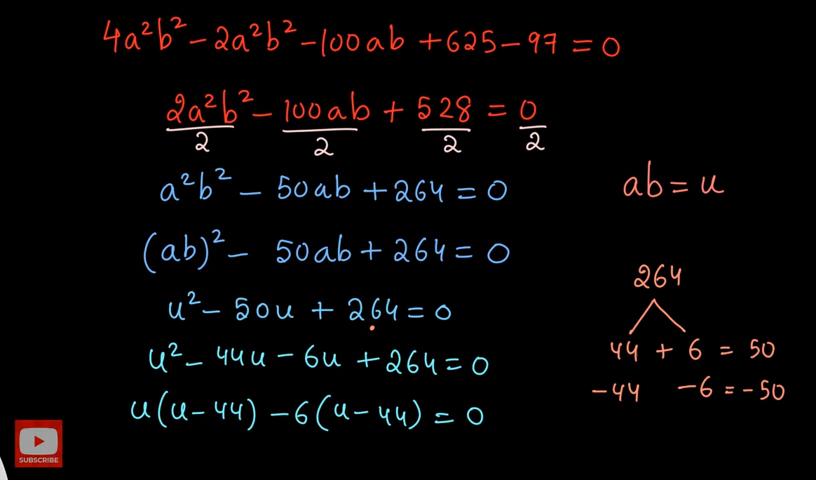 4a²b² - 2a²b² - 100ab + 625 - 97 = 0
2a²b²/2 - 100ab/2 + 528/2 = 0/2
a²b² - 50ab + 264 = 0
ab = u
(ab)² - 50ab + 264 = 0
264
u² - 50u + 264 = 0
44 + 6 = 50
u² - 44u - 6u + 264 = 0
-44 -6 = -50
u(u - 44) - 6(u - 44) = 0
SUBSCRIBE